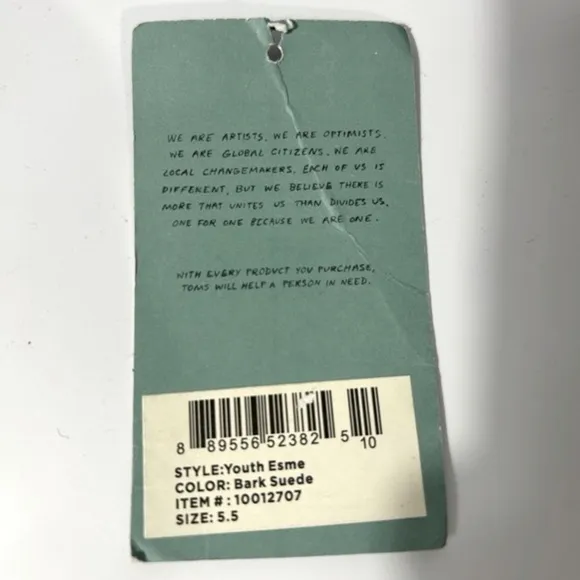 WE ARE ARTISTS. WE ARE OPTIMISTS.
WE ARE GLOBAL CITIZENS. WE ARE
LOCAL CHANGEMAKERS. EACH OF US IS
DIFFERENT, BUT WE BELIEVE THERE IS
MORE THAT UNITES US THAN DIVIDES US.
ONE FOR ONE BECAUSE WE ARE ONE.
WITH EVERY PRODUCT YOU PURCHASE,
TOMS WILL HELP A PERSON IN NEED.
8 89556 52382 5 10
STYLE:Youth Esme
COLOR: Bark Suede
ITEM # : 10012707
SIZE: 5.5